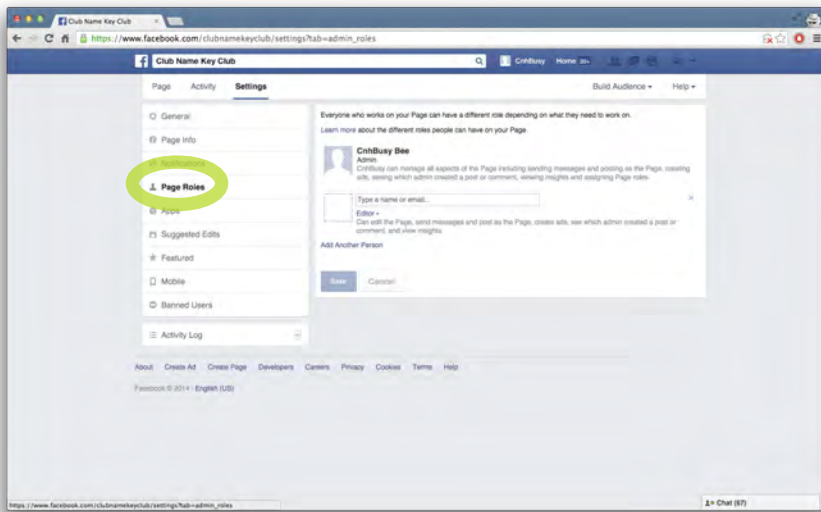 Club Name Key Club
https://www.facebook.com/clubnamekeyclub/settings?tab=admin_roles
Club Name Key Club
CnhBusy Home 20+
Page Activity Settings Build Audience Help
General
Page Info
Notifications
Page Roles
Apps
Suggested Edits
Featured
Mobile
Banned Users
Activity Log
Everyone who works on your Page can have a different role depending on what they need to work on.
Learn more about the different roles people can have on your Page.
CnhBusy Bee
Admin
CnhBusy can manage all aspects of the Page including sending messages and posting as the Page, creating
ads, seeing which admin created a post or comment, viewing insights and assigning Page roles.
Type a name or email...
Editor
Can edit the Page, send messages and post as the Page, create ads, see which admin created a post or
comment, and view insights.
Add Another Person
Save Cancel
About Create Ad Create Page Developers Careers Privacy Cookies Terms Help
Facebook © 2014 · English (US)
https://www.facebook.com/clubnamekeyclub/settings?tab=admin_roles
Chat (67)